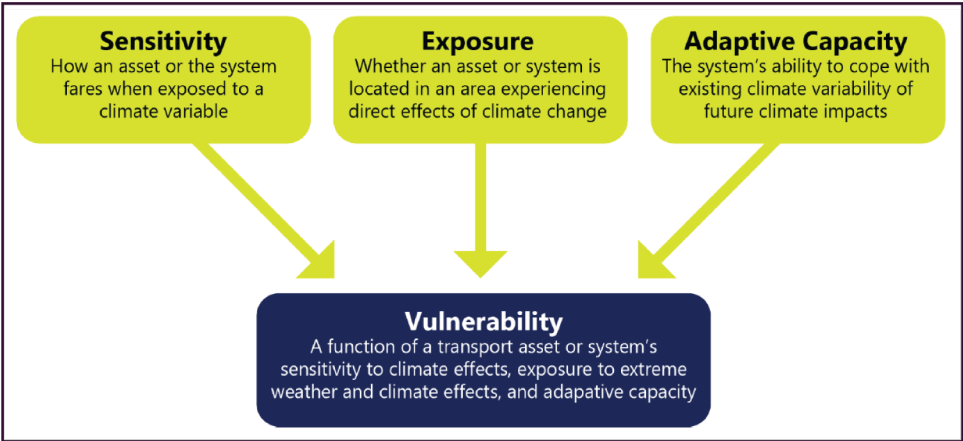 Sensitivity
How an asset or the system
fares when exposed to a
climate variable
Exposure
Whether an asset or system is
located in an area experiencing
direct effects of climate change
Adaptive Capacity
The system's ability to cope with
existing climate variability of
future climate impacts
Vulnerability
A function of a transport asset or system's
sensitivity to climate effects, exposure to extreme
weather and climate effects, and adapative capacity